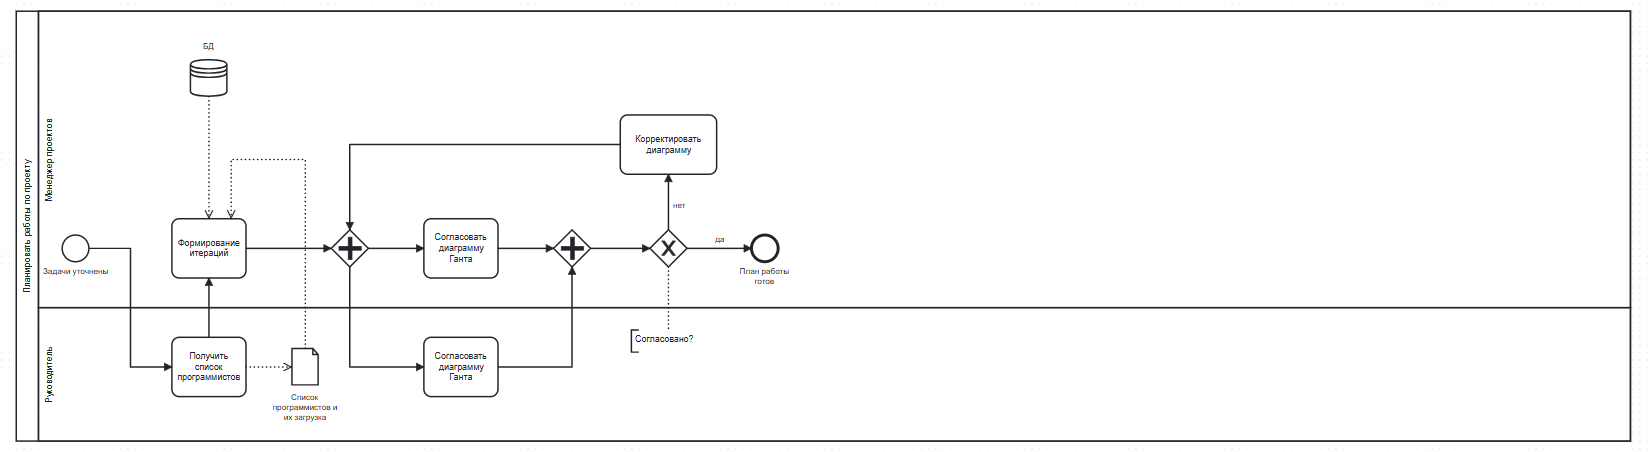 Планировать работы по проекту
Менеджер проектов
БД
Корректировать
диаграмму
нет
Задачи уточнены
Формирование
итераций
Согласовать
диаграмму
Ганта
X
да
План работы
готов
Руководитель
Получить
список
программистов
Список
программистов и
их загрузка
Согласовать
диаграмму
Ганта
Согласовано?